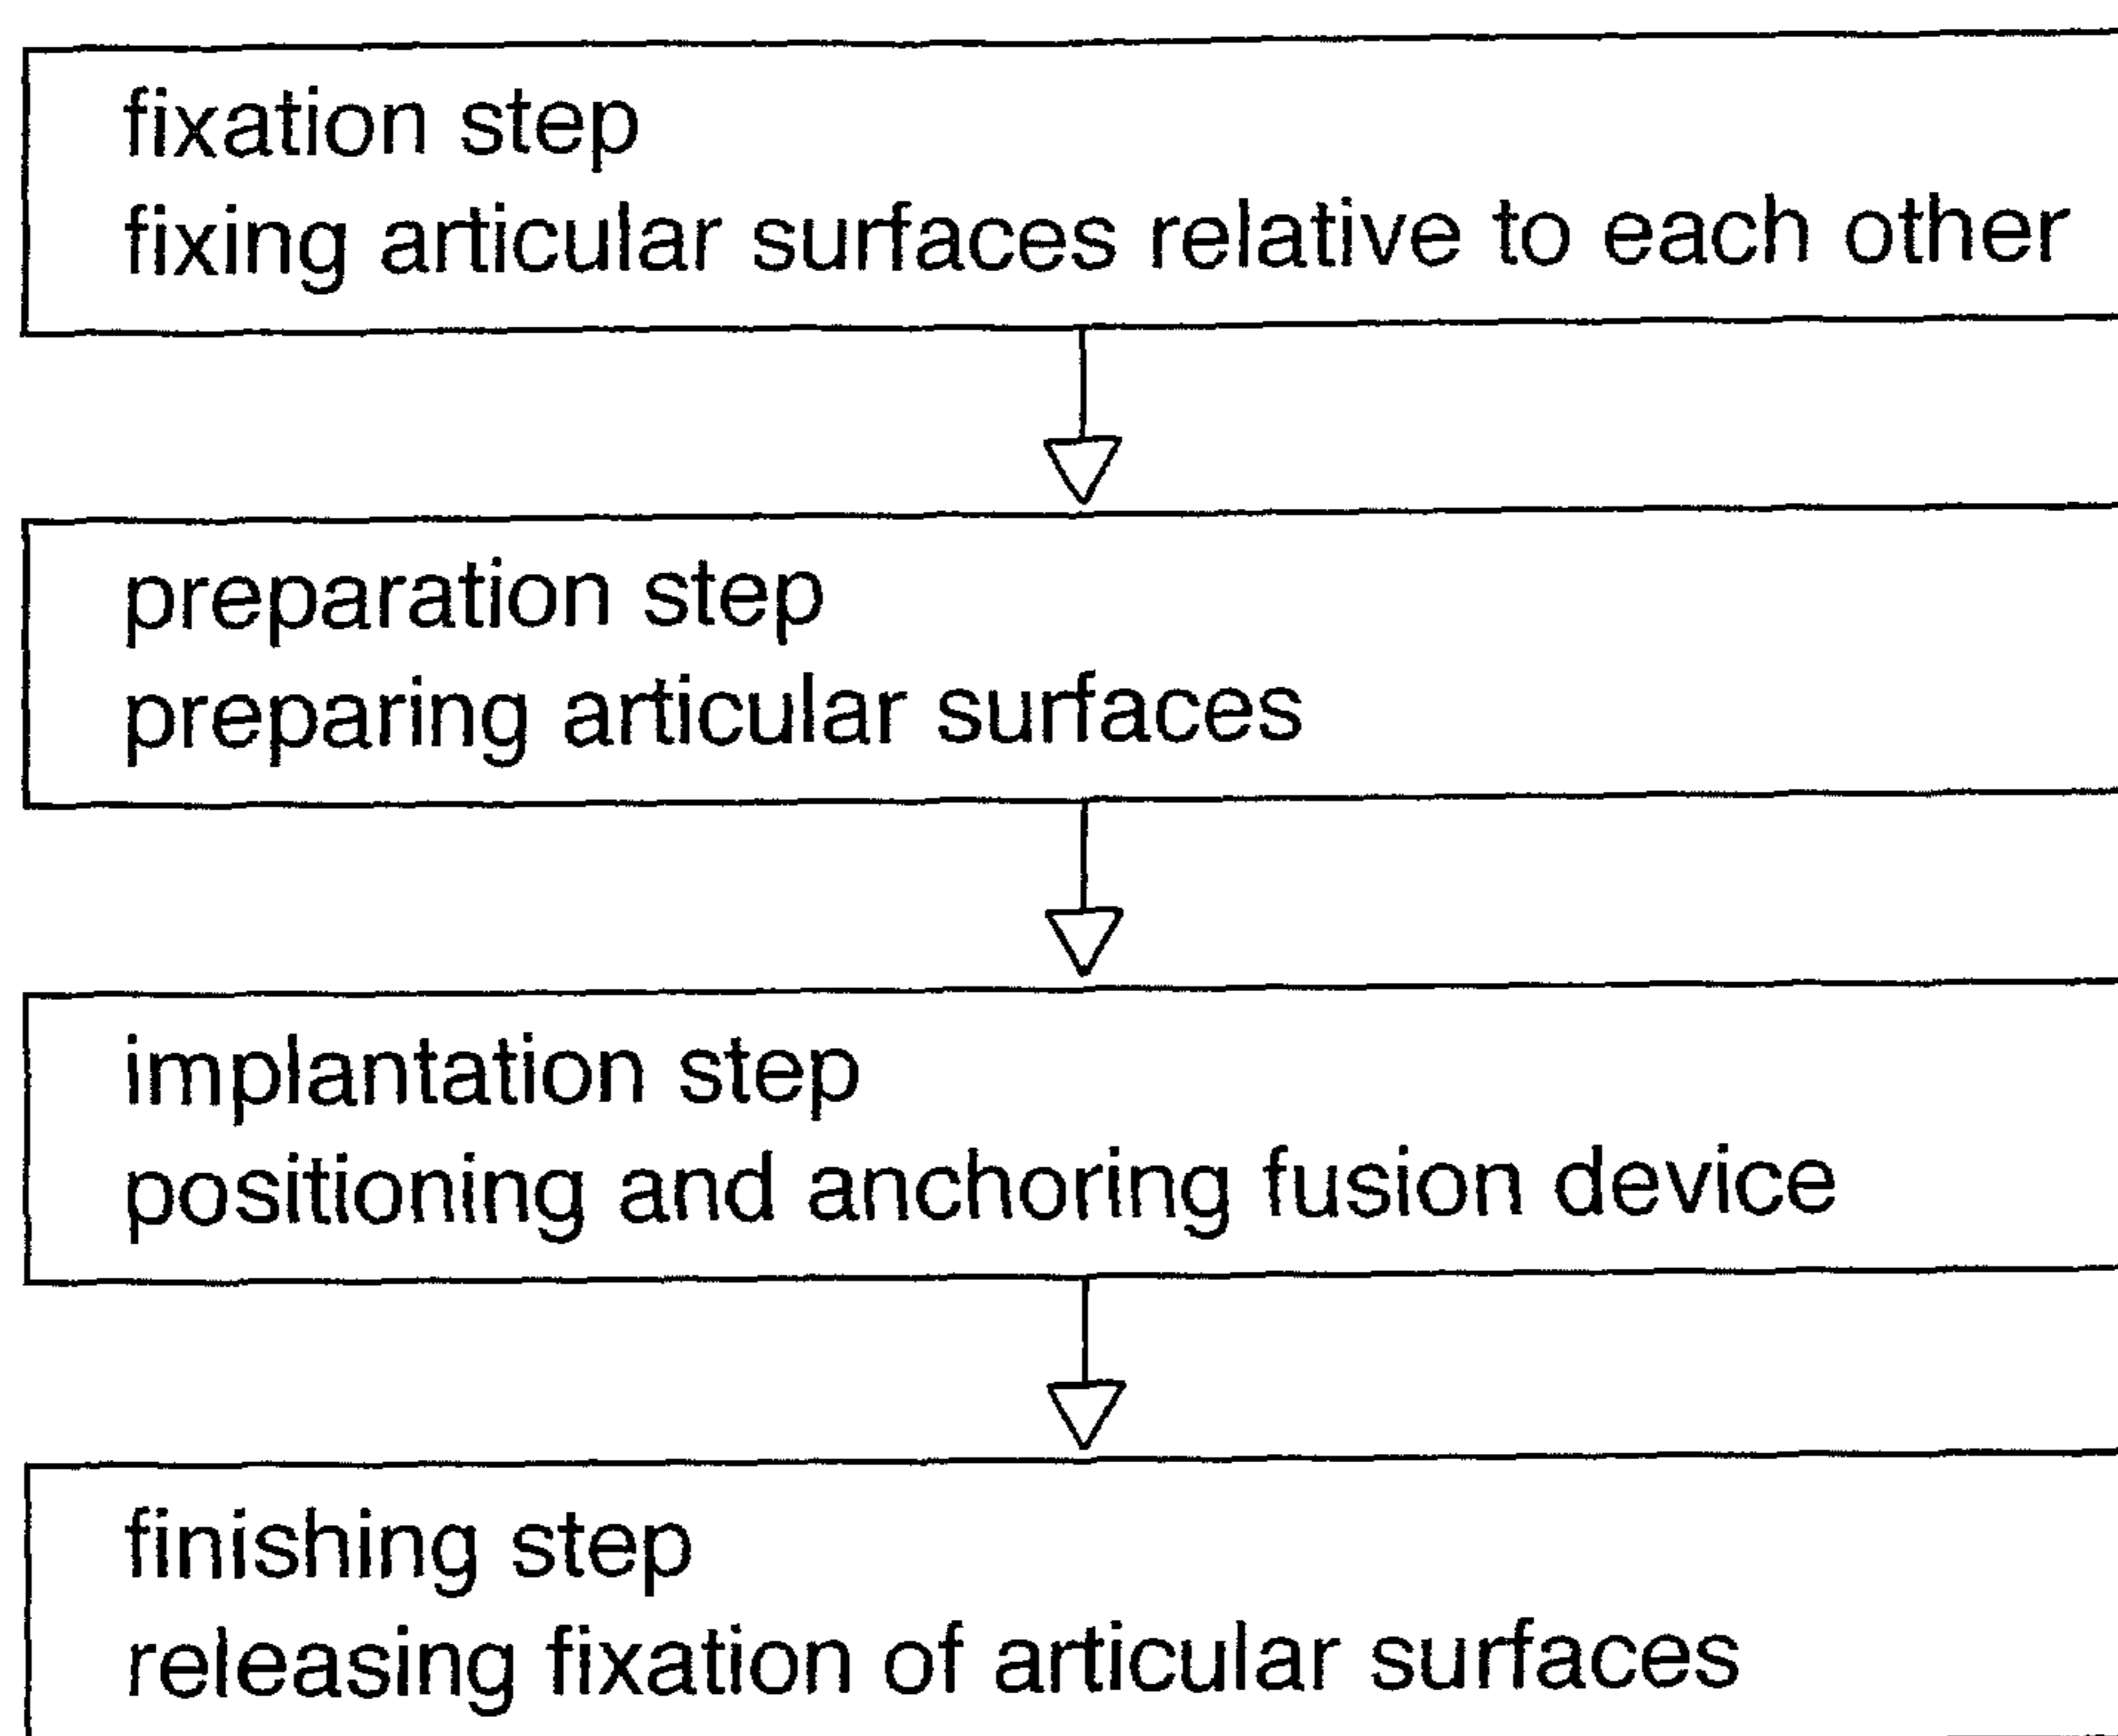 fixation step
fixing articular surfaces relative to each other
preparation step
preparing articular surfaces
implantation step
positioning and anchoring fusion device
finishing step
releasing fixation of articular surfaces